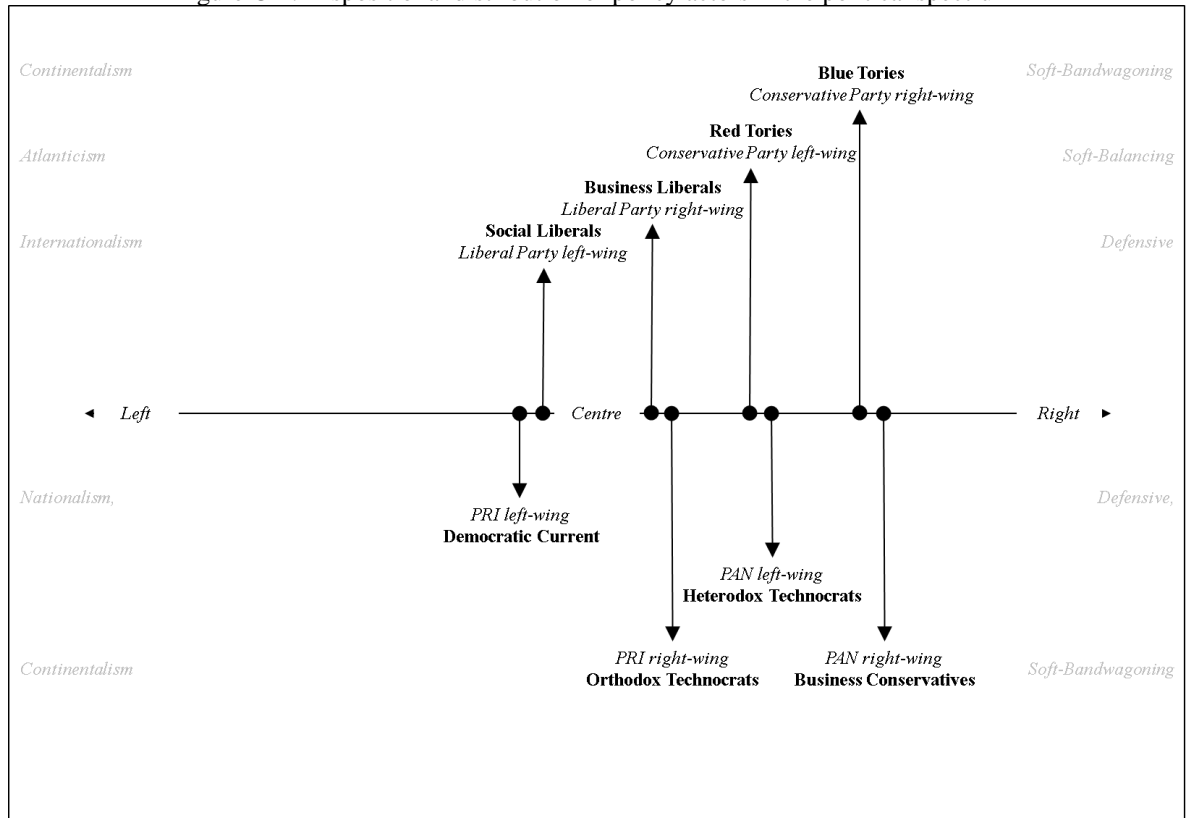 Continentalism
Soft-Bandwagoning
Blue Tories
Conservative Party right-wing
Red Tories
Conservative Party left-wing
Atlanticism
Soft-Balancing
Business Liberals
Liberal Party right-wing
Social Liberals
Liberal Party left-wing
Internationalism
Defensive
Left
Centre
Right
Nationalism,
Defensive,
PRI left-wing
Democratic Current
PAN left-wing
Heterodox Technocrats
Continentalism
PRI right-wing
Orthodox Technocrats
PAN right-wing
Business Conservatives
Soft-Bandwagoning